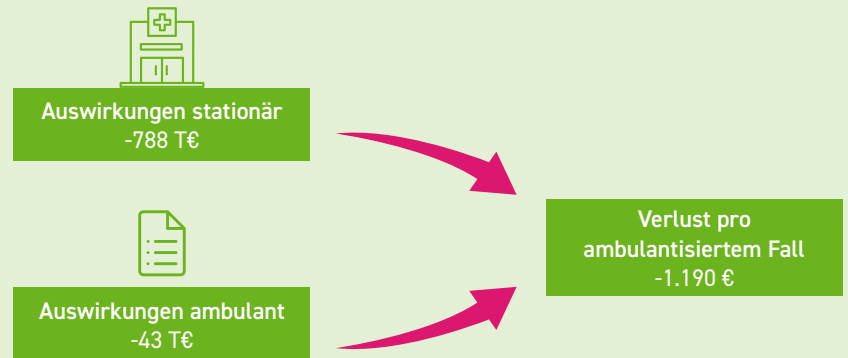 Auswirkungen stationär
-788 T€
Auswirkungen ambulant
-43 T€
Verlust pro
ambulantisiertem Fall
-1.190 €